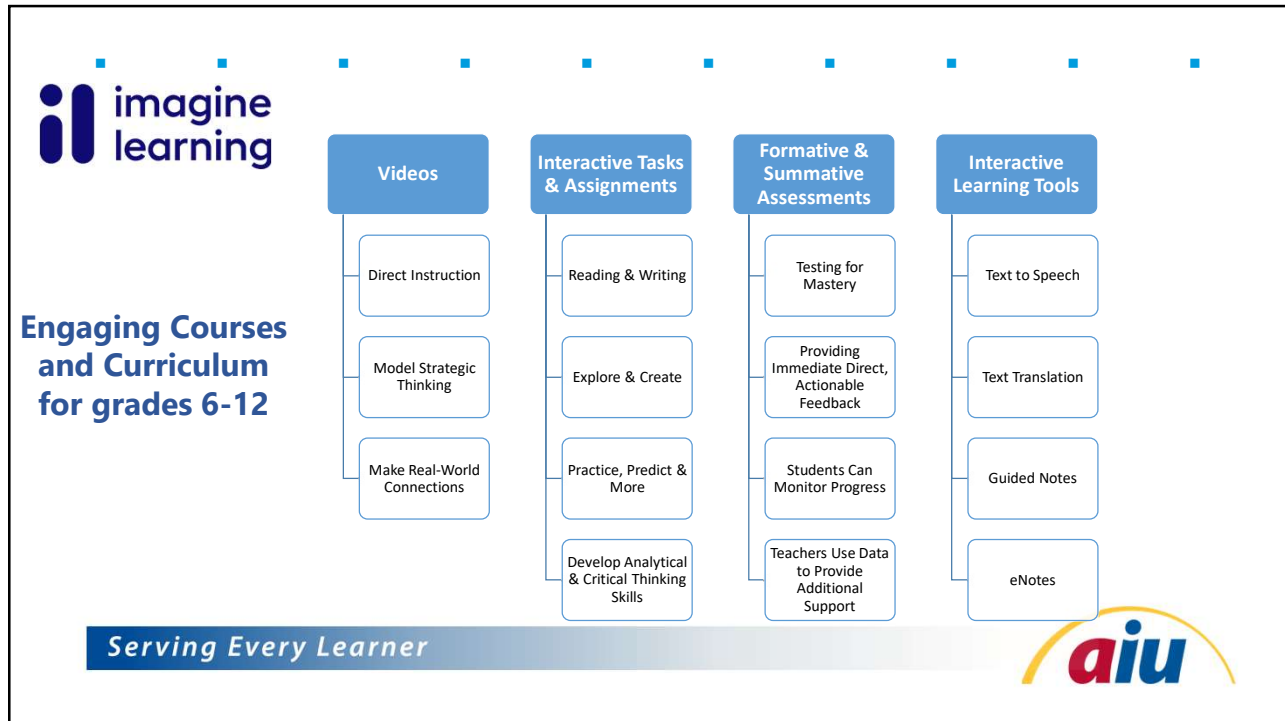 imagine
learning
Engaging Courses
and Curriculum
for grades 6-12
Videos
Direct Instruction
Model Strategic
Thinking
Make Real-World
Connections
Interactive Tasks
& Assignments
Reading & Writing
Explore & Create
Practice, Predict &
More
Develop Analytical
& Critical Thinking
Skills
Formative &
Summative
Assessments
Testing for
Mastery
Providing
Immediate Direct,
Actionable
Feedback
Students Can
Monitor Progress
Teachers Use Data
to Provide
Additional
Support
Interactive
Learning Tools
Text to Speech
Text Translation
Guided Notes
eNotes
Serving Every Learner
aiu